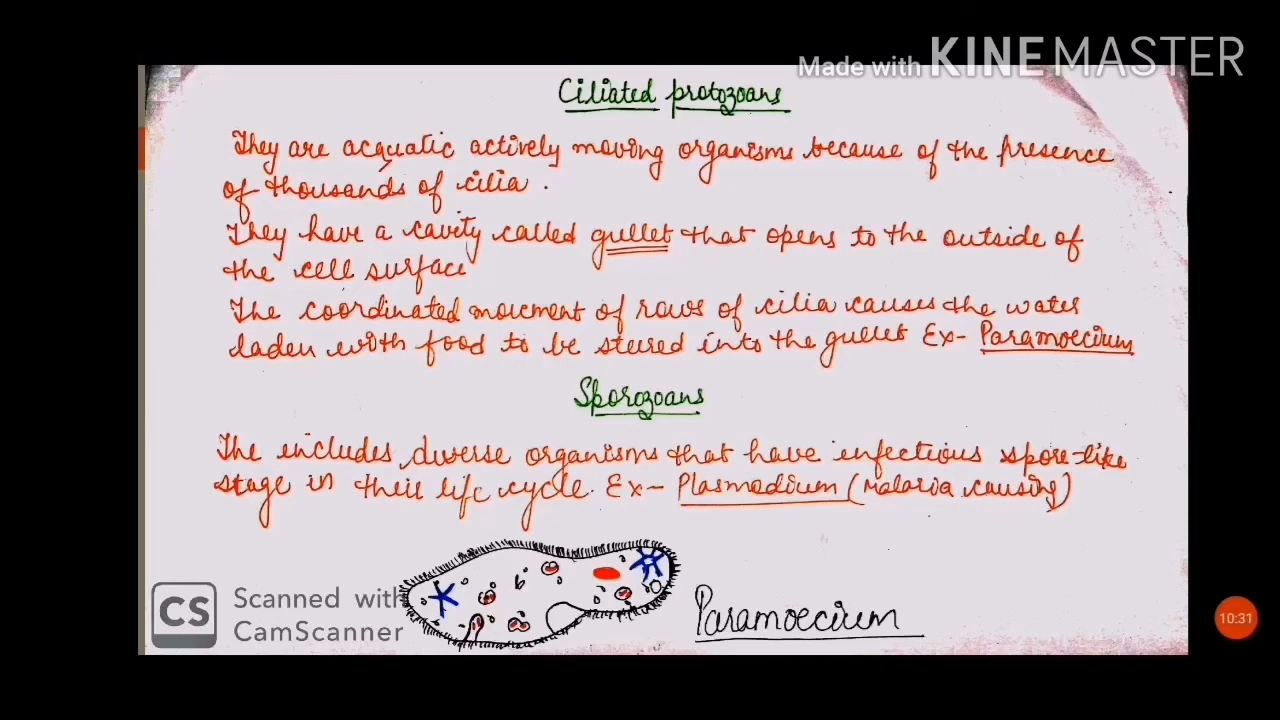 Made with KINEMASTER
Ciliated protozoans
They are acquatic actively moving organisms because of the presence
of thousands of cilia .
They have a cavity called gullet that opens to the outside of
the cell surface
The coordinated movement of rows of cilia causes the water
laden with food to be steered into the gullet Ex- Paramoecium
Sporozoans
The includes diverse organisms that have infectious spore-like
stage in their life cycle. Ex- Plasmodium (Malaria causing)
CS Scanned with
CamScanner
Paramoecium
10:31